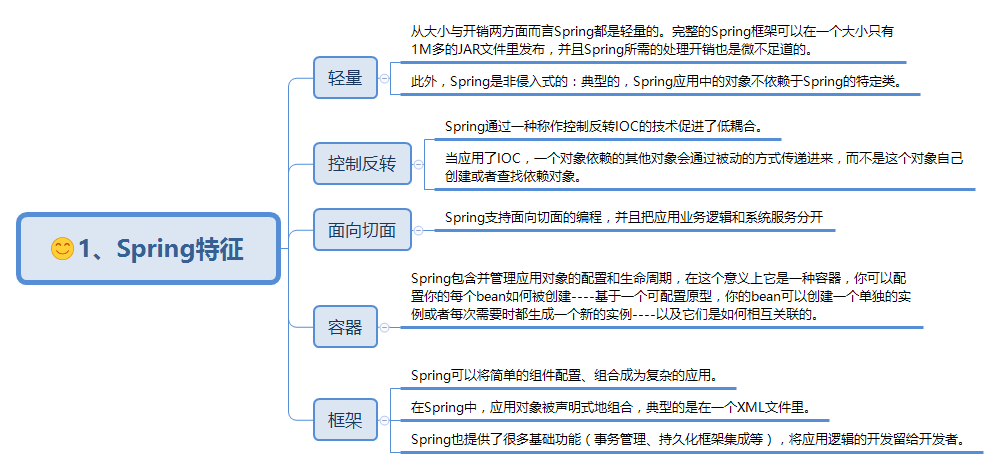 1、Spring特征
轻量
从大小与开销两方面而言Spring都是轻量的。完整的Spring框架可以在一个大小只有
1M多的JAR文件里发布，并且Spring所需的处理开销也是微不足道的。
此外，Spring是非侵入式的：典型的，Spring应用中的对象不依赖于Spring的特定类。
控制反转
Spring通过一种称作控制反转IOC的技术促进了低耦合。
当应用了IOC，一个对象依赖的其他对象会通过被动的方式传递进来，而不是这个对象自己
创建或者查找依赖对象。
面向切面
Spring支持面向切面的编程，并且把应用业务逻辑和系统服务分开
容器
Spring包含并管理应用对象的配置和生命周期，在这个意义上它是一种容器，你可以配
置你的每个bean如何被创建----基于一个可配置原型，你的bean可以创建一个单独的实
例或者每次需要时都生成一个新的实例----以及它们是如何相互关联的。
框架
Spring可以将简单的组件配置、组合成为复杂的应用。
在Spring中，应用对象被声明式地组合，典型的是在一个XML文件里。
Spring也提供了很多基础功能（事务管理、持久化框架集成等），将应用逻辑的开发留给开发者。